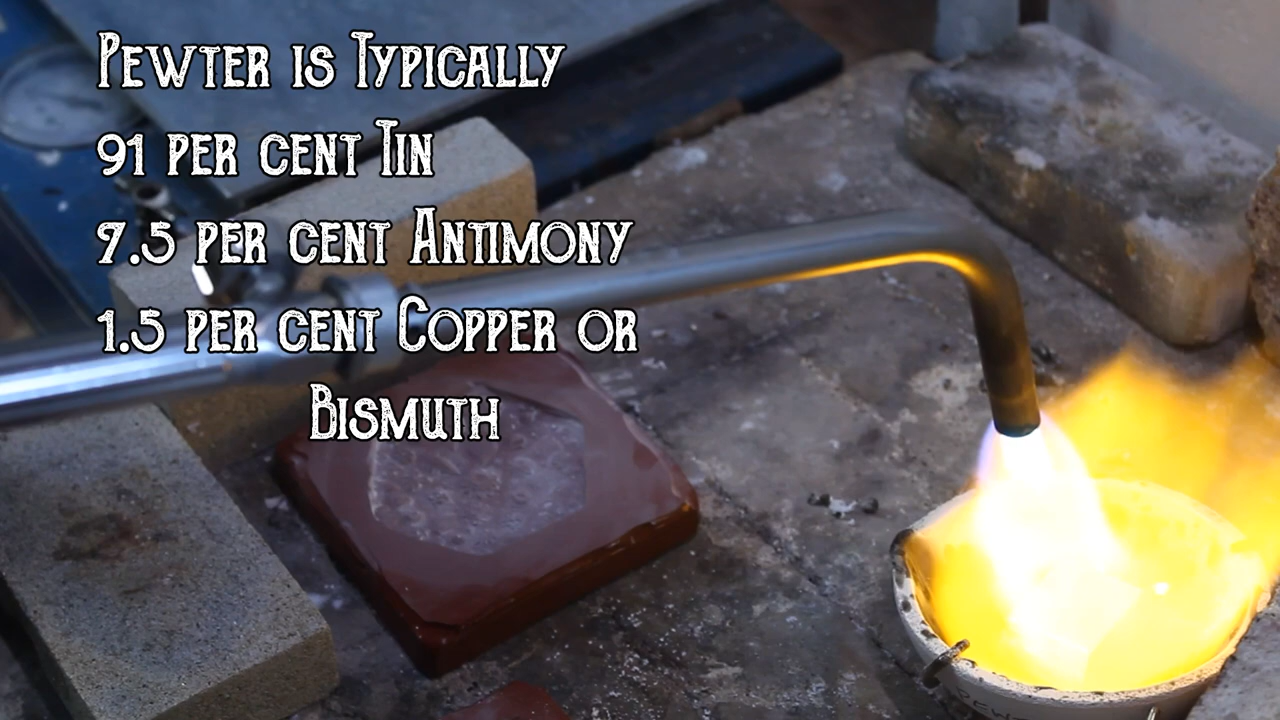 Pewter is Typically
91 per cent Tin
7.5 per cent Antimony
1.5 per cent Copper or
Bismuth